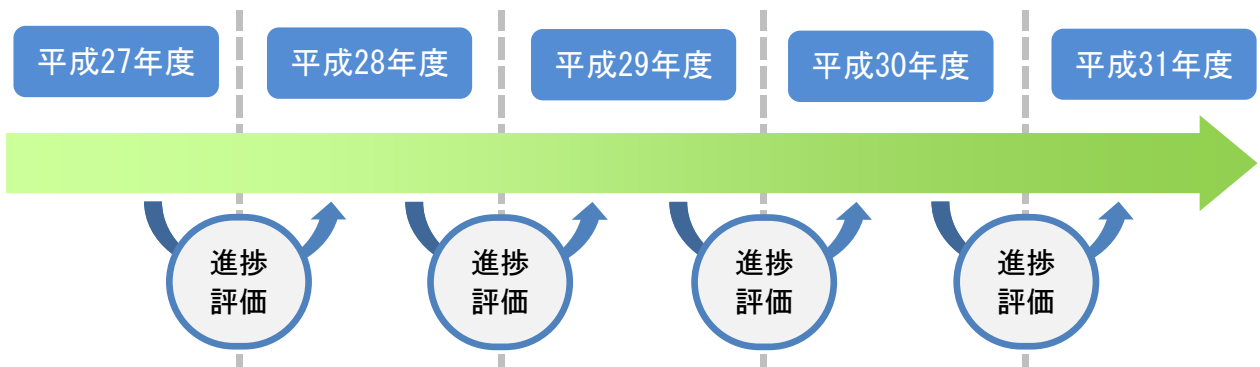 平成27年度
平成28年度
平成29年度
平成30年度
平成31年度
進捗
評価
進捗
評価
進捗
評価
進捗
評価